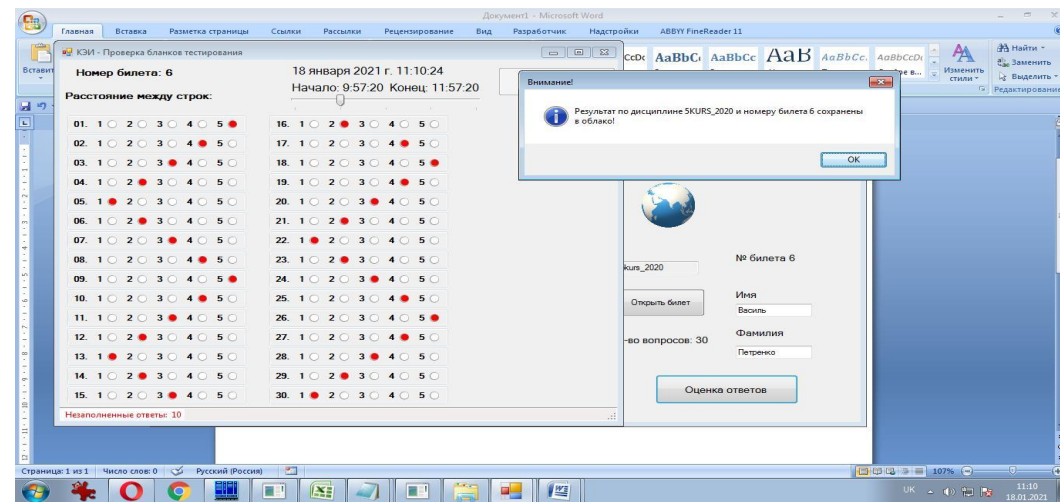 Документ1 - Microsoft Word
Главная Вставка Разметка страницы Ссылки Рассылки Рецензирование Вид Разработчик Надстройки ABBYY FineReader 11
Вставит
КЭИ - Проверка бланков тестирования
Номер билета: 6
18 января 2021 г. 11:10:24
Начало: 9:57:20 Конец: 11:57:20
Расстояние между строк:
01. 1 2 3 4 5 16. 1 2 3 4 5
02. 1 2 3 4 5 17. 1 2 3 4 5
03. 1 2 3 4 5 18. 1 2 3 4 5
04. 1 2 3 4 5 19. 1 2 3 4 5
05. 1 2 3 4 5 20. 1 2 3 4 5
06. 1 2 3 4 5 21. 1 2 3 4 5
07. 1 2 3 4 5 22. 1 2 3 4 5
08. 1 2 3 4 5 23. 1 2 3 4 5
09. 1 2 3 4 5 24. 1 2 3 4 5
10. 1 2 3 4 5 25. 1 2 3 4 5
11. 1 2 3 4 5 26. 1 2 3 4 5
12. 1 2 3 4 5 27. 1 2 3 4 5
13. 1 2 3 4 5 28. 1 2 3 4 5
14. 1 2 3 4 5 29. 1 2 3 4 5
15. 1 2 3 4 5 30. 1 2 3 4 5
Незаполненные ответы: 10
CcDc AaBbC AaBbCc AaB AaBbCc. AaBbCcDt
Изменить
стили
Найти
Заменить
Выделить
Редактирование
Внимание!
Результат по дисциплине 5KURS_2020 и номеру билета 6 сохранены
в облако!
ОК
kurs_2020
№ билета 6
Открыть билет
Имя
Василь
-во вопросов: 30
Фамилия
Петренко
Оценка ответов
Страница: 1 из 1 Число слов: 0 Русский (Россия) 107%
UK 11:10
18.01.2021